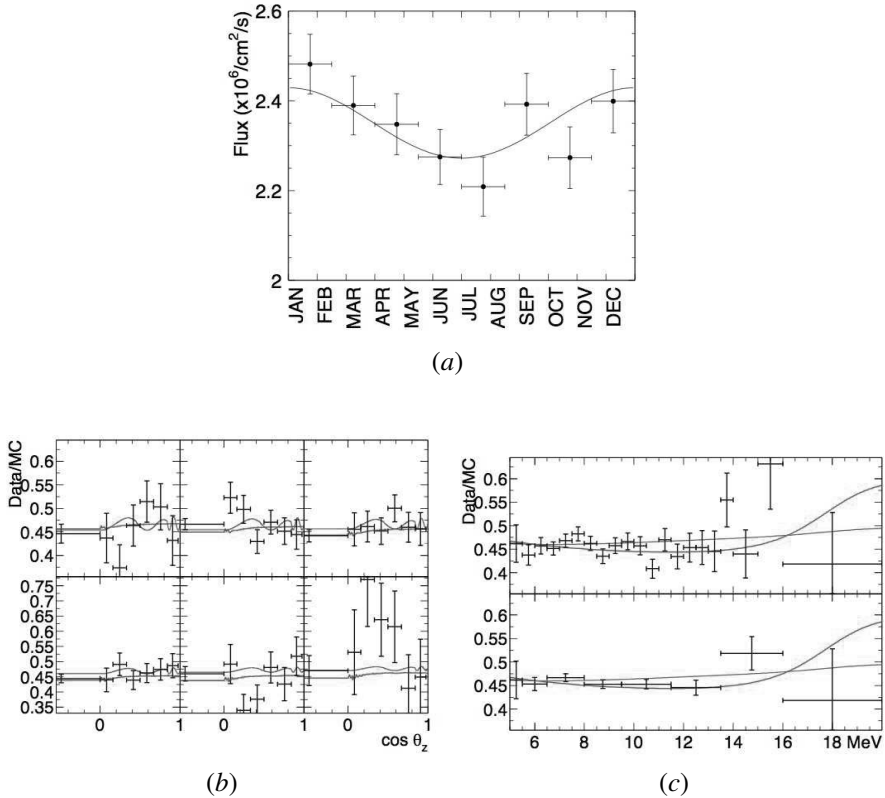 Flux (x10⁶/cm²/s)
2.6
2.4
2.2
2
JAN
FEB
MAR
APR
MAY
JUN
JUL
AUG
SEP
OCT
NOV
DEC
(a)
Data/MC
0.6
0.55
0.5
0.45
0.4
0.75
0.7
0.65
0.6
0.55
0.5
0.45
0.4
0.35
0 1 0 1 0 1
cos θz
(b)
Data/MC
0.6
0.55
0.5
0.45
0.4
0.6
0.55
0.5
0.45
0.4
6 8 10 12 14 16 18 MeV
(c)